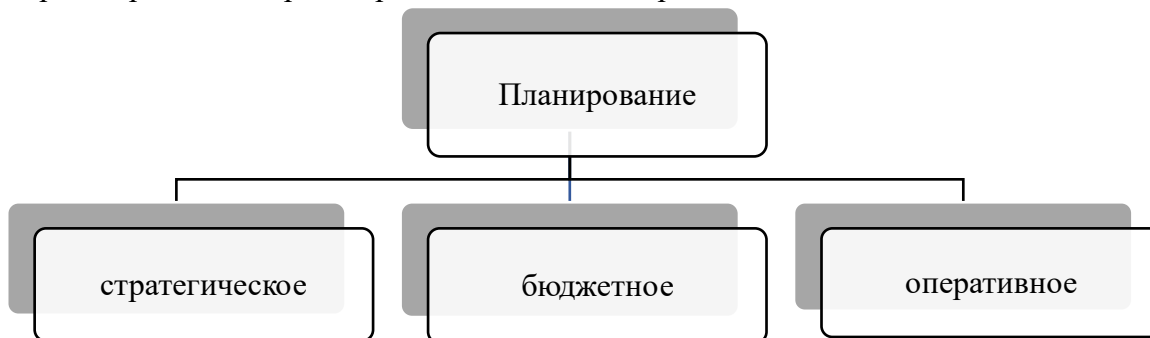 Планирование
стратегическое
бюджетное
оперативное